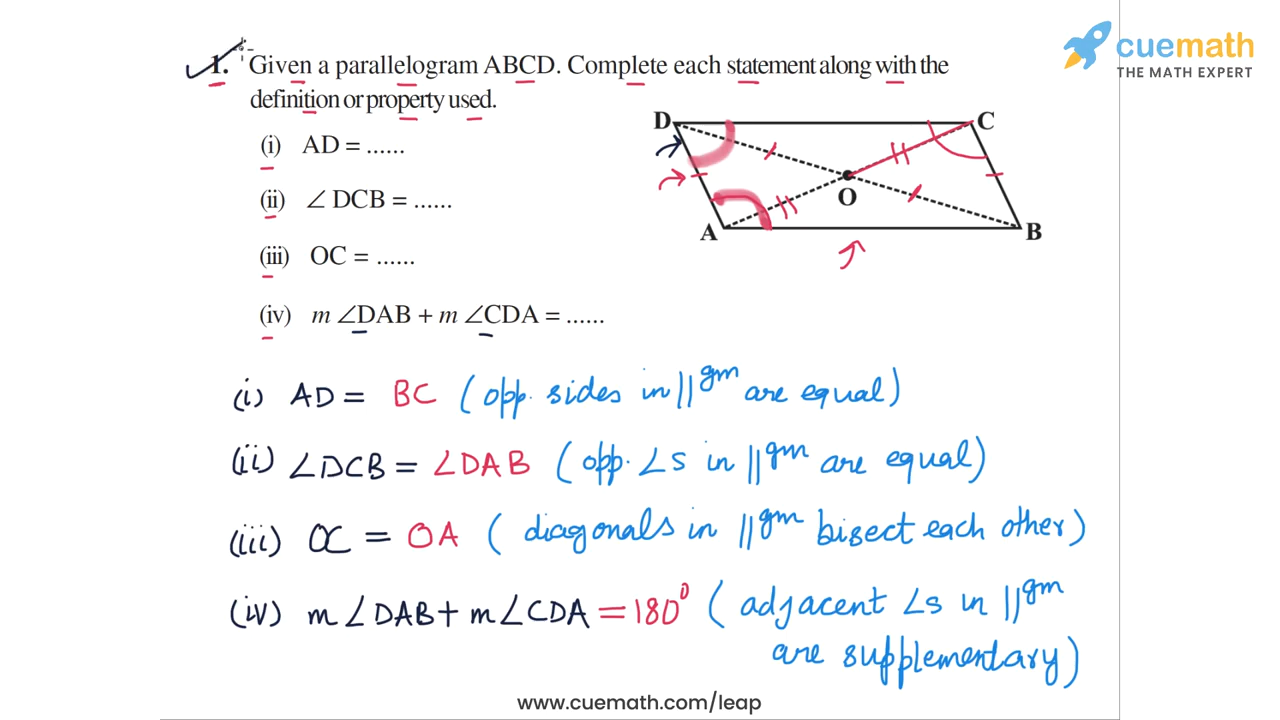 cuemath
THE MATH EXPERT
1. Given a parallelogram ABCD. Complete each statement along with the
definition or property used.
(i) AD = ......
(ii) ∠ DCB = ......
(iii) OC = ......
(iv) m ∠DAB + m ∠CDA = ......
D
C
O
A
B
(i) AD = BC (opp. sides in ||gm are equal)
(ii) ∠DCB = ∠DAB (opp. ∠s in ||gm are equal)
(iii) OC = OA (diagonals in ||gm bisect each other)
(iv) m ∠DAB + m ∠CDA = 180° (adjacent ∠s in ||gm
are supplementary)
www.cuemath.com/leap